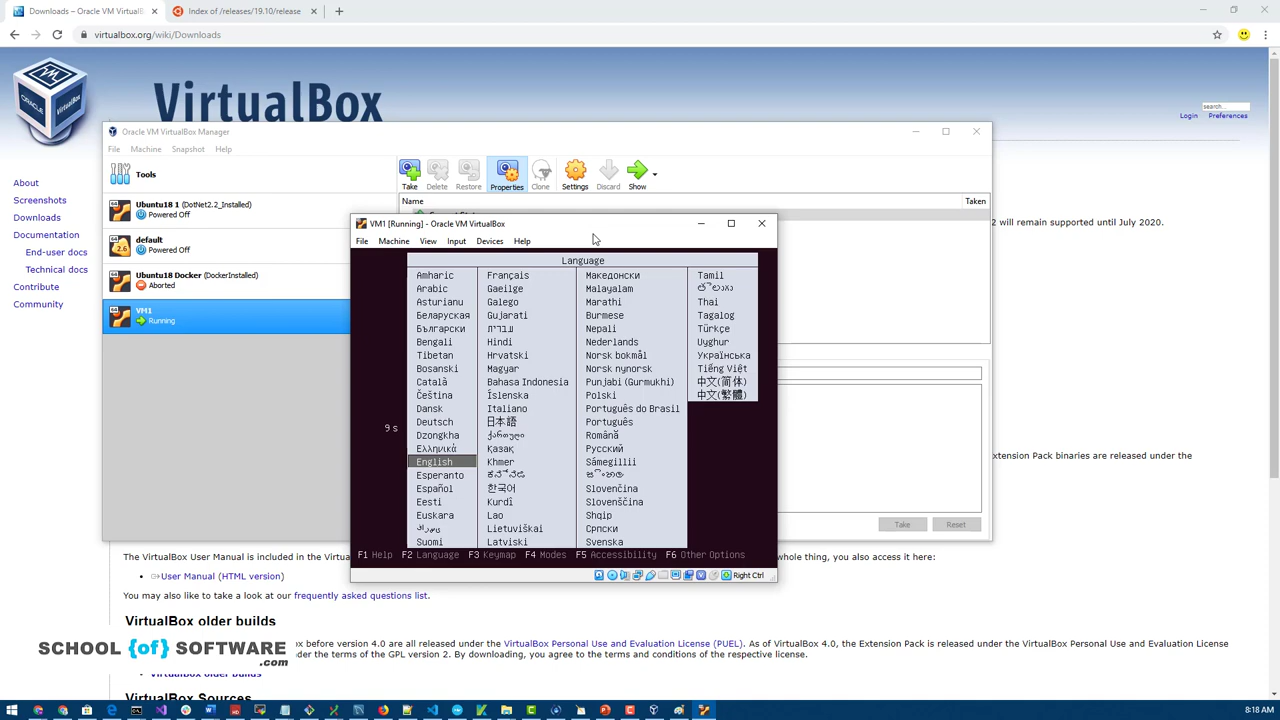 Downloads – Oracle VM VirtualBox
Index of /releases/19.10/release
virtualbox.org/wiki/Downloads
VirtualBox
search...
Login Preferences
About
Screenshots
Downloads
Documentation
End-user docs
Technical docs
Contribute
Community
Oracle VM VirtualBox Manager
File Machine Snapshot Help
Tools
Take Delete Restore Properties Clone Settings Discard Show
Name Taken
Ubuntu18 1 (DotNet2.2_Installed)
Powered Off
default
Powered Off
Ubuntu18 Docker (DockerInstalled)
Aborted
VM1
Running
2 will remain supported until July 2020.
VM1 [Running] - Oracle VM VirtualBox
File Machine View Input Devices Help
Language
Amharic Français Македонски Tamil
Arabic Gaeilge Malayalam
Asturianu Galego Marathi Thai
Беларуская Gujarati Burmese Tagalog
Български עברית Nepali Türkçe
Bengali Hindi Nederlands Uyghur
Tibetan Hrvatski Norsk bokmål Українська
Bosanski Magyar Norsk nynorsk Tiếng Việt
Català Bahasa Indonesia Punjabi (Gurmukhi) 中文(简体)
Čeština Íslenska Polski 中文(繁體)
Dansk Italiano Português do Brasil
Deutsch 日本語 Português
Dzongkha ქართული Română
Ελληνικά Қазақ Русский
English Khmer Sámegillii
Esperanto ಕನ್ನಡ සිංහල
Español 한국어 Slovenčina
Eesti Kurdî Slovenščina
Euskara Lao Shqip
فارسی Lietuviškai Српски
Suomi Latviski Svenska
9 s
F1 Help F2 Language F3 Keymap F4 Modes F5 Accessibility F6 Other Options
Right Ctrl
xtension Pack binaries are released under the
Take Reset
The VirtualBox User Manual is included in the Virtual
whole thing, you also access it here:
User Manual (HTML version)
You may also like to take a look at our frequently asked questions list.
VirtualBox older builds
SCHOOL {of} SOFTWARE
.com
ox before version 4.0 are all released under the VirtualBox Personal Use and Evaluation License (PUEL). As of VirtualBox 4.0, the Extension Pack is released under the VirtualBox Personal Use and Evaluation License
der the terms of the GPL version 2. By downloading, you agree to the terms and conditions of the respective license.
VirtualBox older builds
VirtualBox Sources
8:18 AM